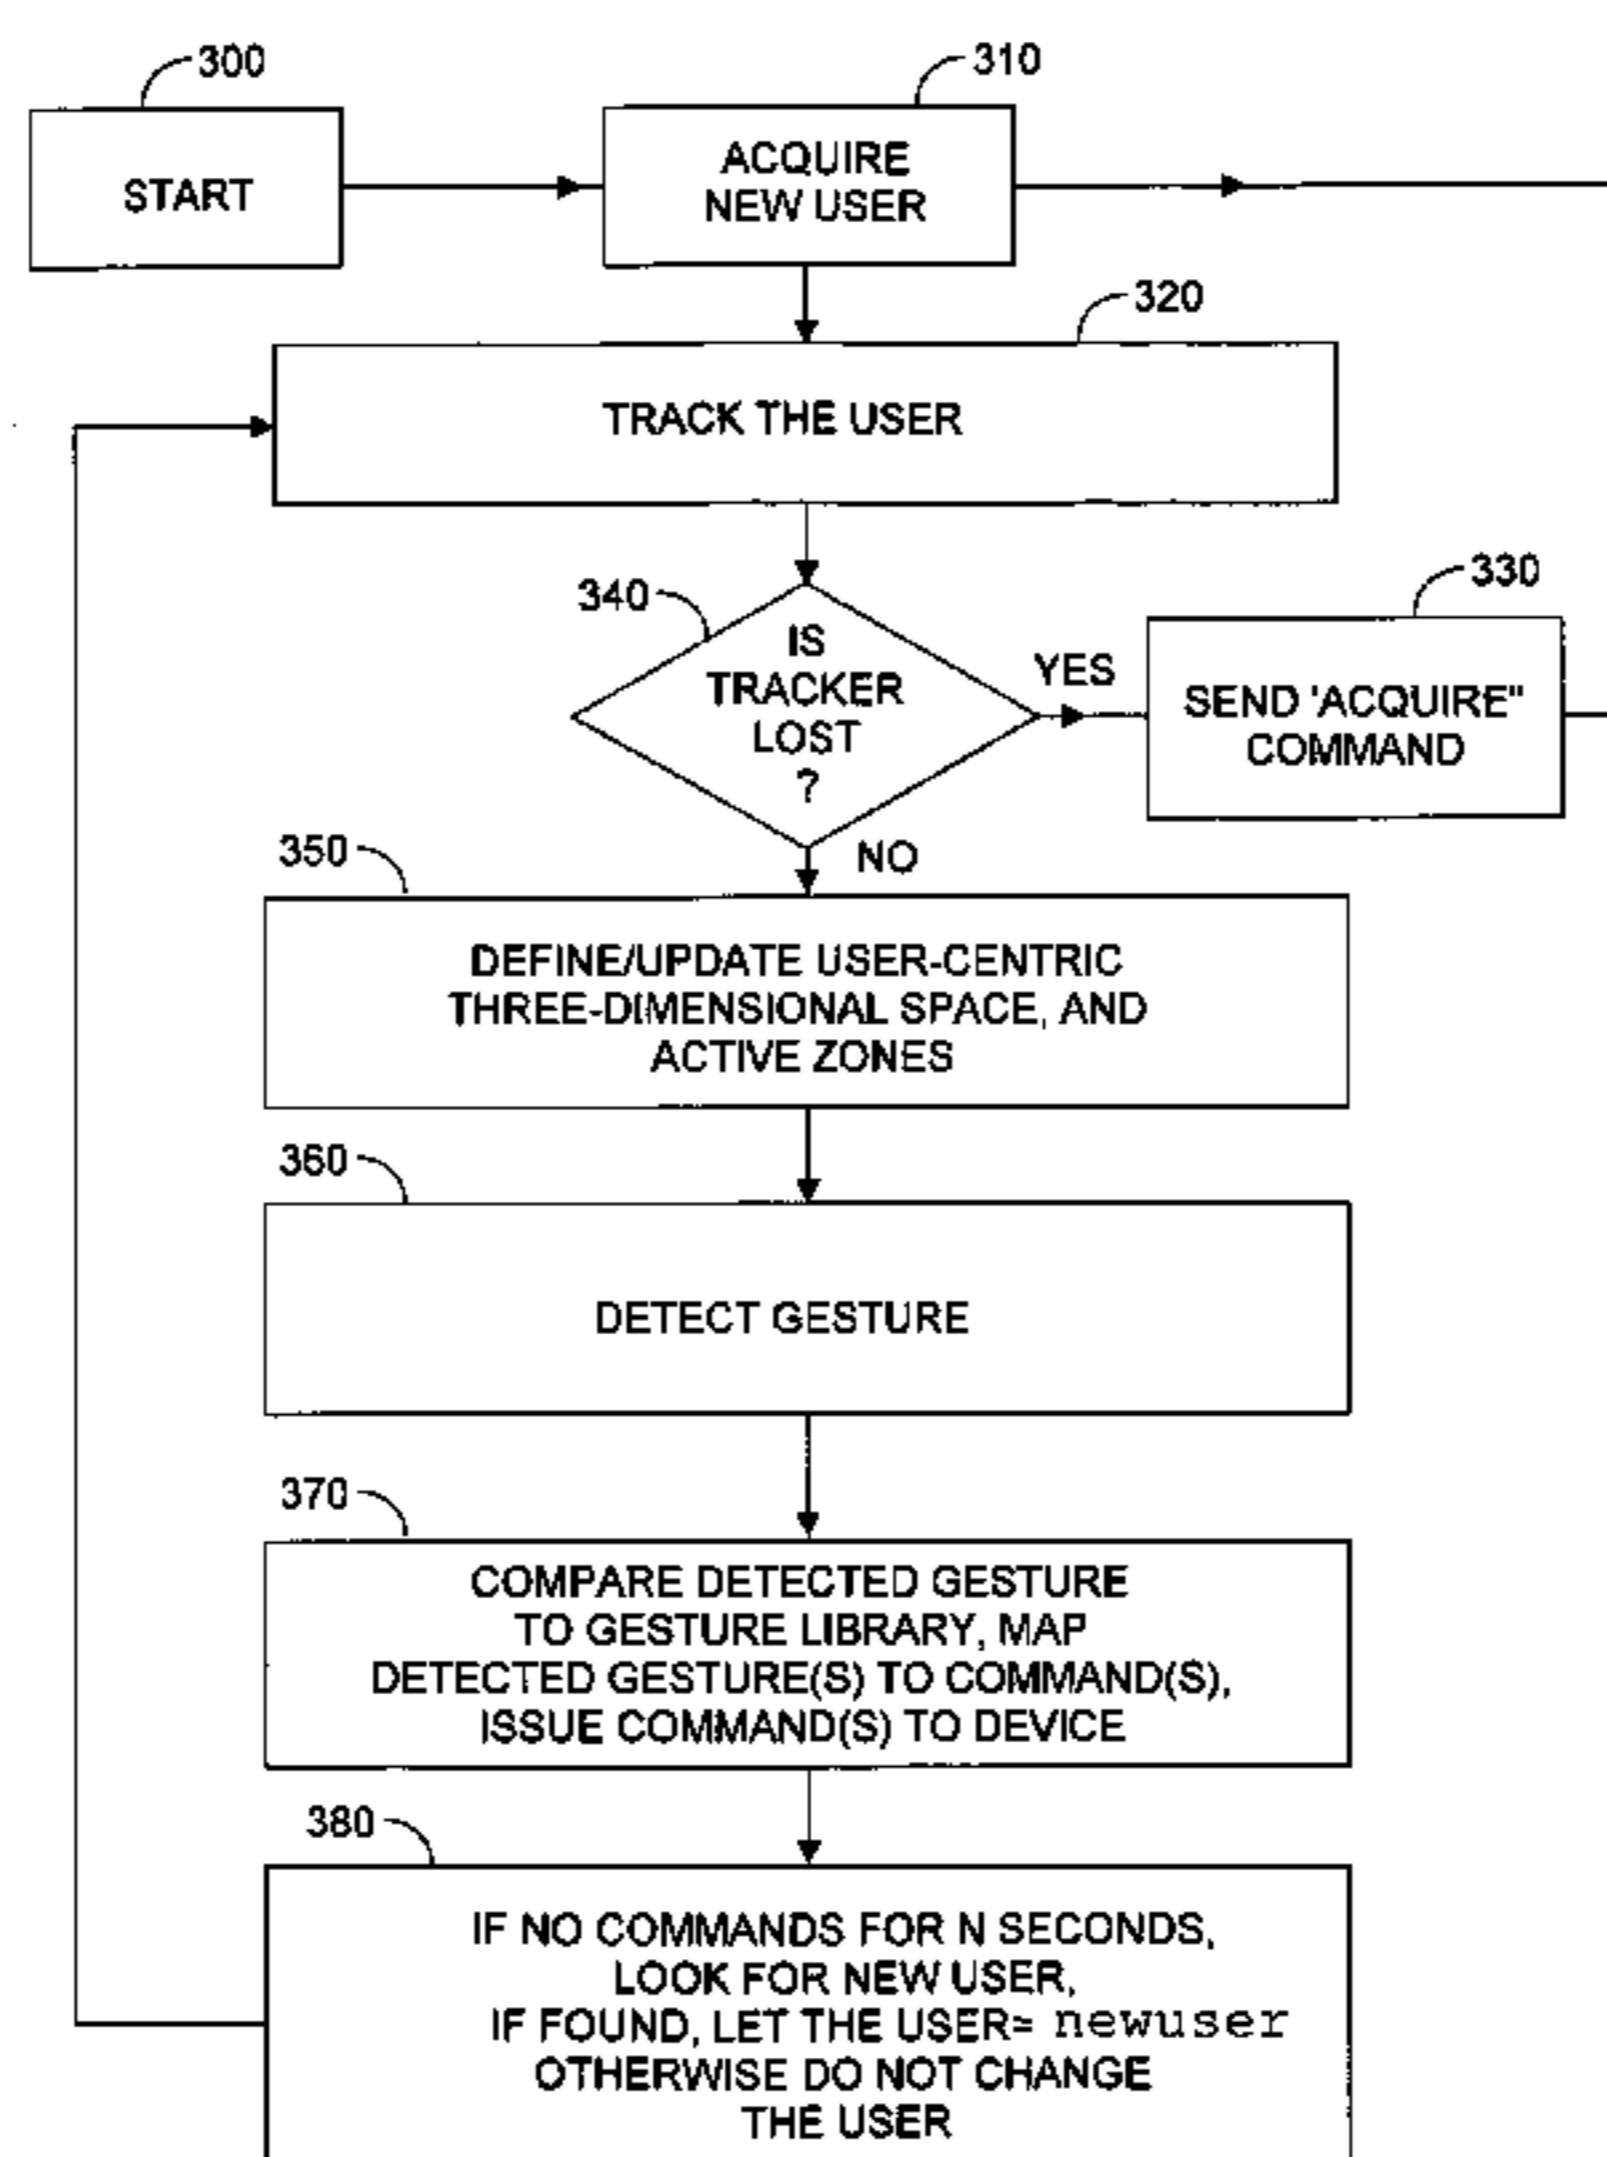 300
310
START
ACQUIRE
NEW USER
320
TRACK THE USER
330
340
IS
TRACKER
LOST
?
YES
SEND 'ACQUIRE"
COMMAND
NO
350
DEFINE/UPDATE USER-CENTRIC
THREE-DIMENSIONAL SPACE, AND
ACTIVE ZONES
360
DETECT GESTURE
370
COMPARE DETECTED GESTURE
TO GESTURE LIBRARY, MAP
DETECTED GESTURE(S) TO COMMAND(S),
ISSUE COMMAND(S) TO DEVICE
380
IF NO COMMANDS FOR N SECONDS,
LOOK FOR NEW USER,
IF FOUND, LET THE USER= newuser
OTHERWISE DO NOT CHANGE
THE USER